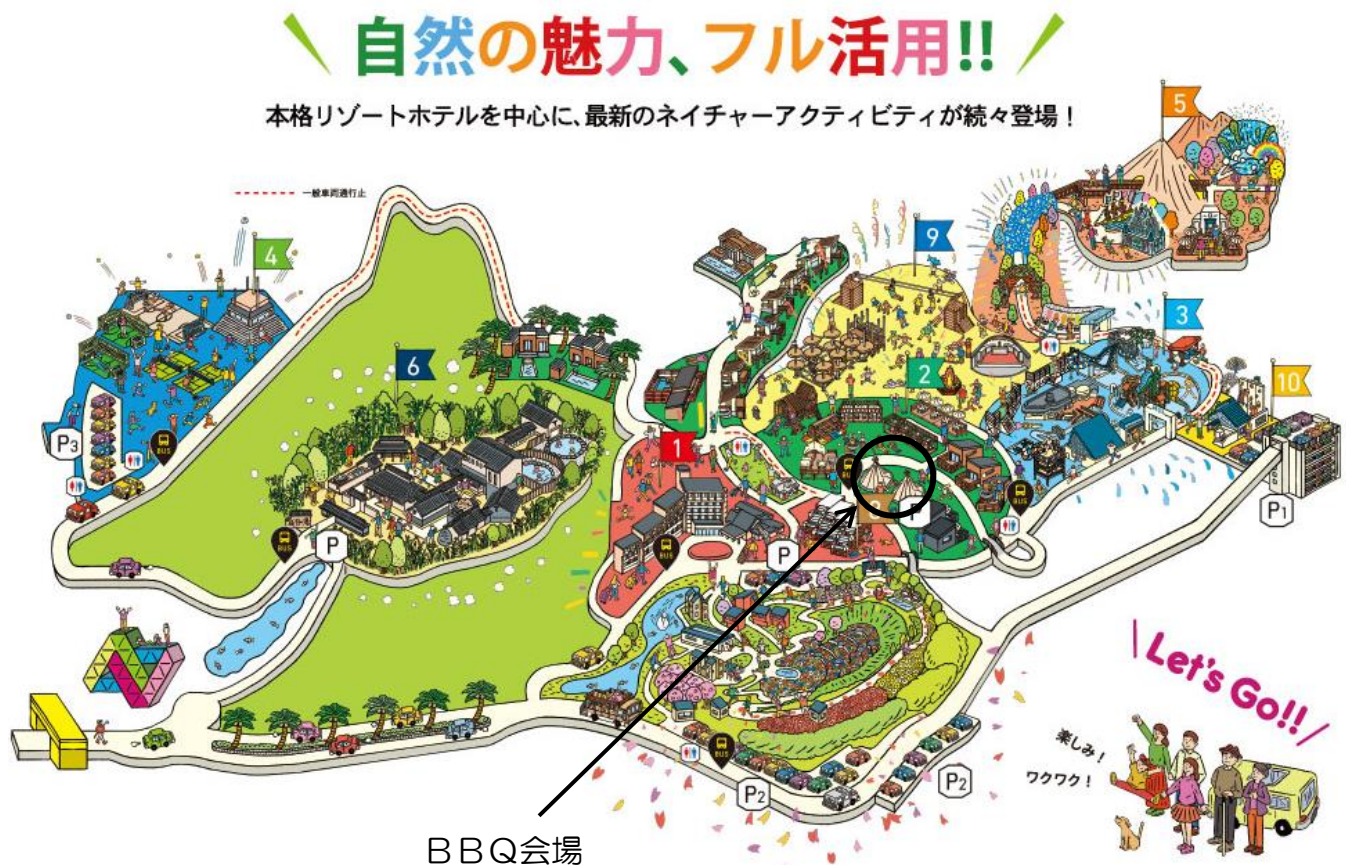 自然の魅力、フル活用!!
本格リゾートホテルを中心に、最新のネイチャーアクティビティが続々登場！
一般車両通行止
5
4
9
6
3
2
10
1
P3
BUS
BUS
BUS
BUS
P
BUS
P
P
P1
BUS
P2
P2
Let's Go!!
楽しみ！
ワクワク！
ＢＢＱ会場